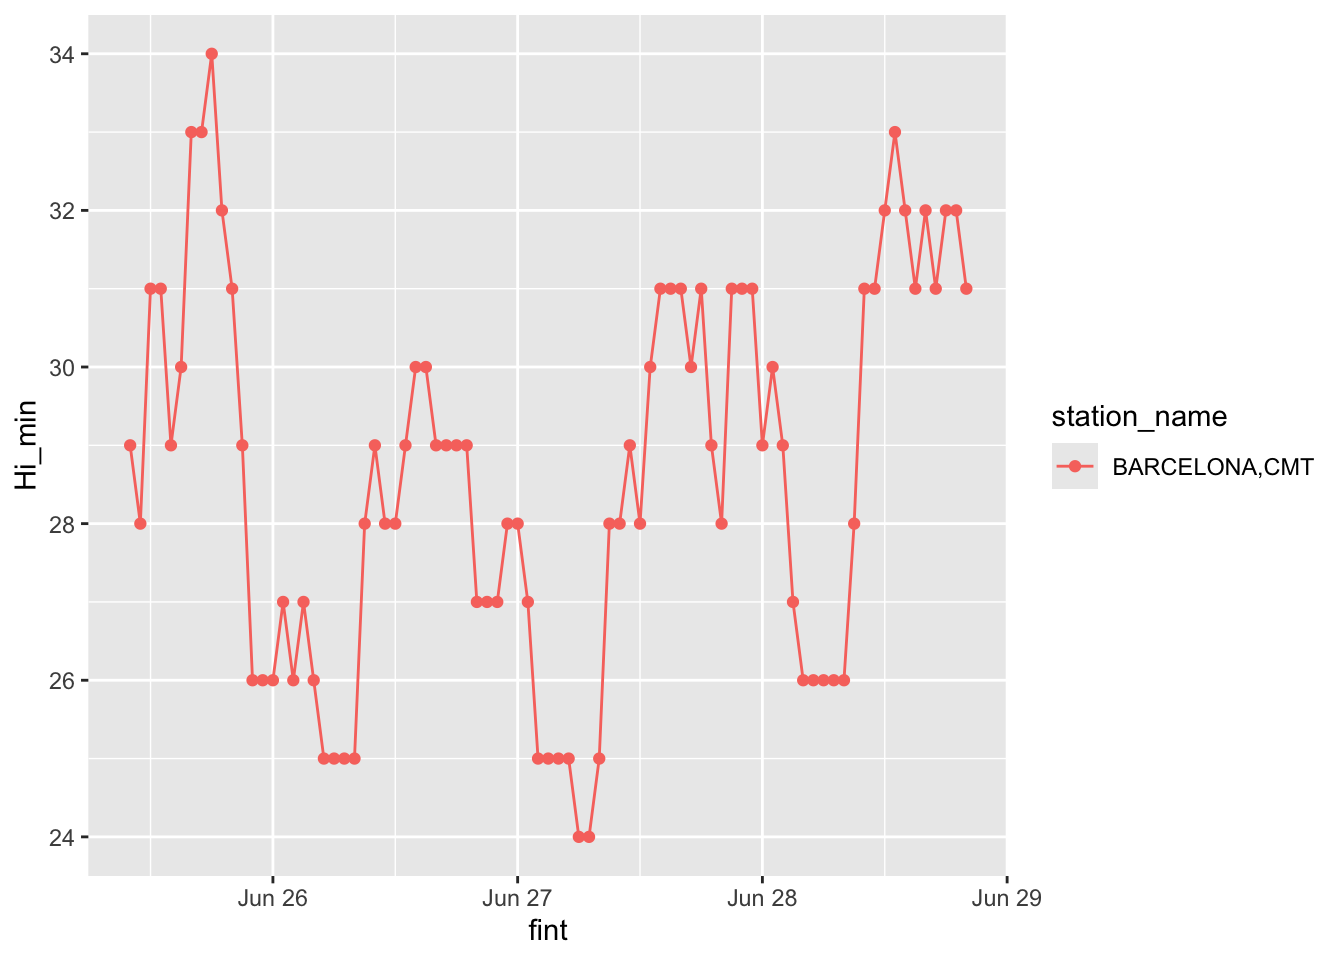 34
32
30
28
26
24
Hi_min
Jun 26
Jun 27
Jun 28
Jun 29
fint
station_name
BARCELONA,CMT